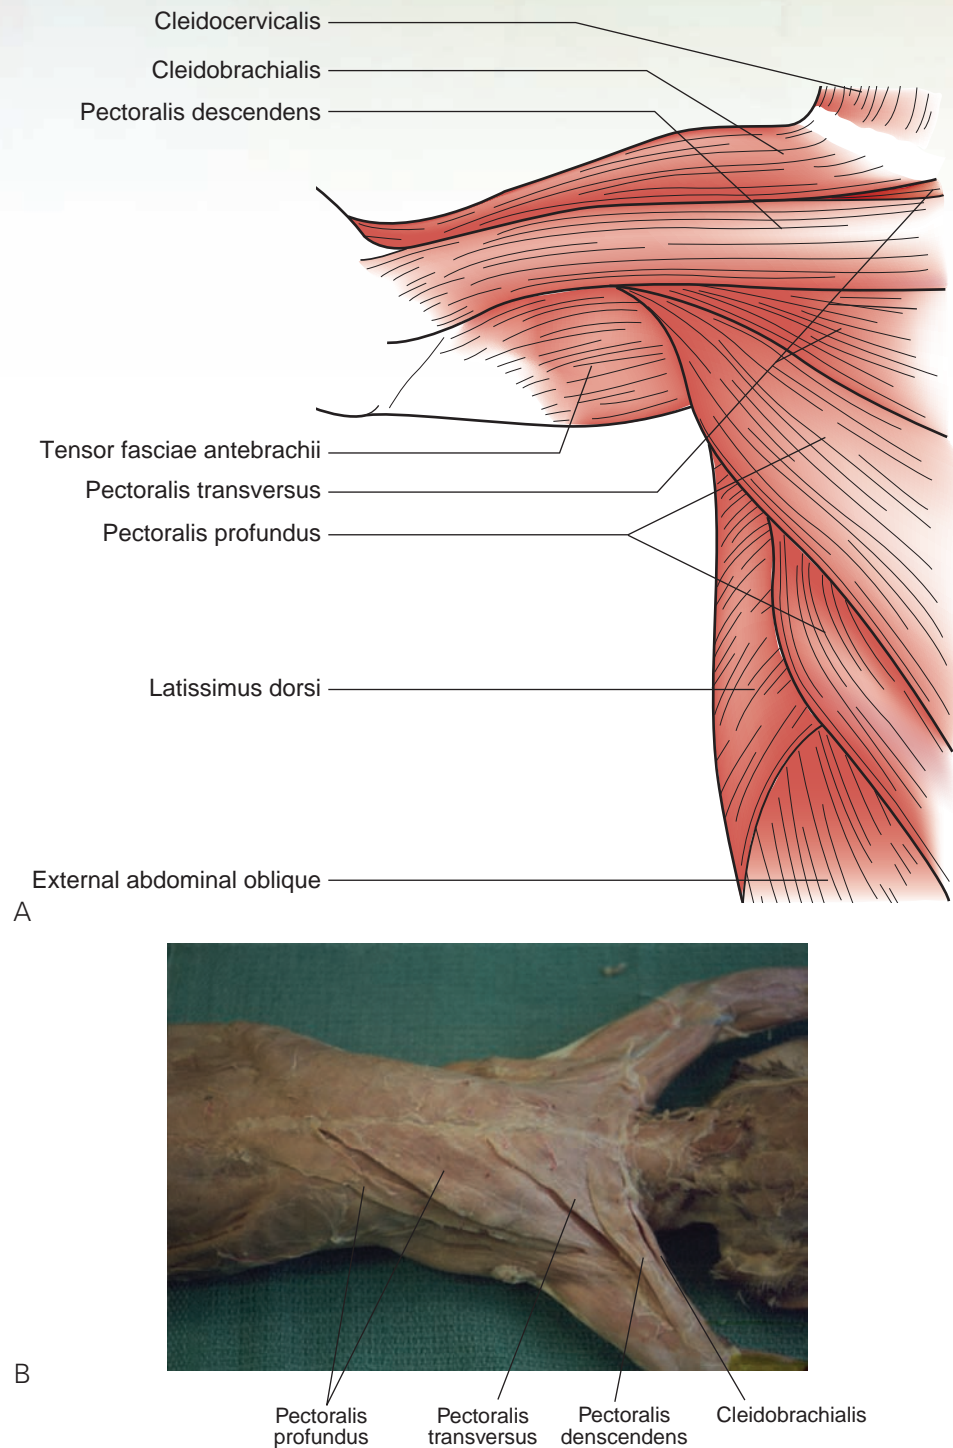 Cleidocervicalis
Cleidobrachialis
Pectoralis descendens
Tensor fasciae antebrachii
Pectoralis transversus
Pectoralis profundus
Latissimus dorsi
External abdominal oblique
A
B
Pectoralis
profundus
Pectoralis
transversus
Pectoralis
denscendens
Cleidobrachialis